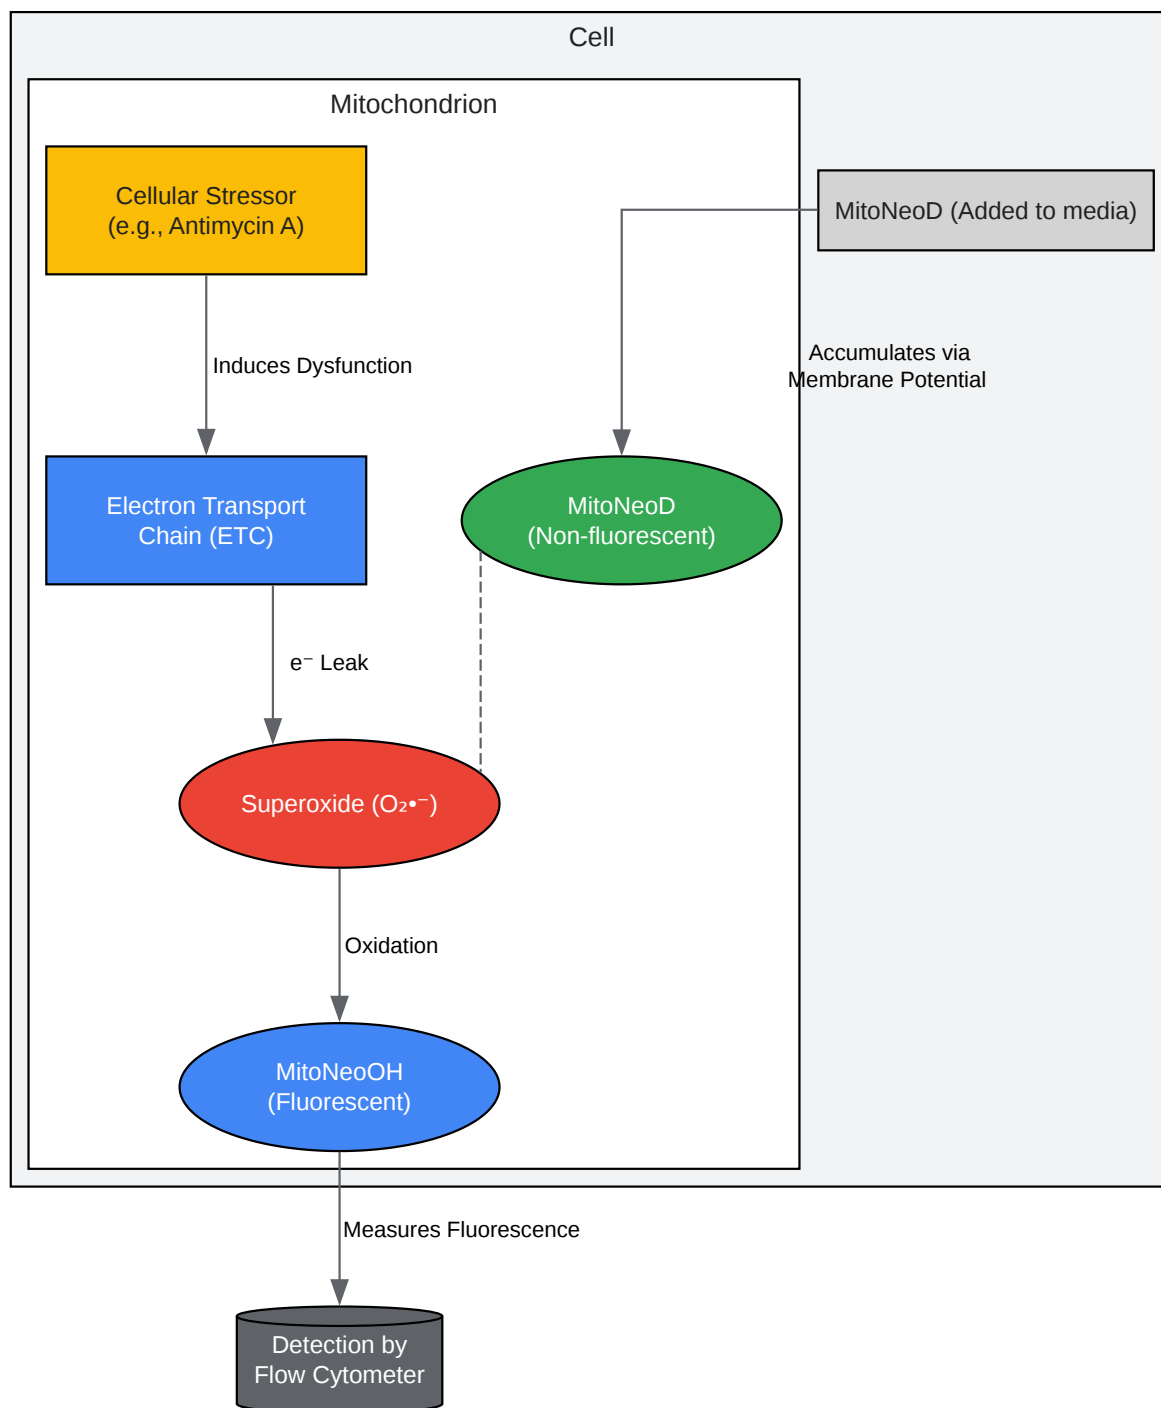 Cell
Mitochondrion
Cellular Stressor
(e.g., Antimycin A)
MitoNeoD (Added to media)
Induces Dysfunction
Accumulates via
Membrane Potential
Electron Transport
Chain (ETC)
MitoNeoD
(Non-fluorescent)
e⁻ Leak
Superoxide (O₂•⁻)
Oxidation
MitoNeoOH
(Fluorescent)
Measures Fluorescence
Detection by
Flow Cytometer